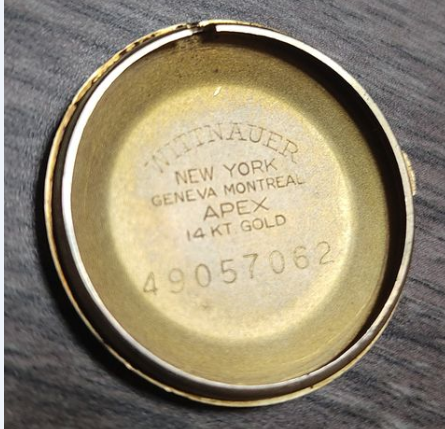 WITTNAUER
NEW YORK
GENEVA MONTREAL
APEX
14 KT GOLD
49057062